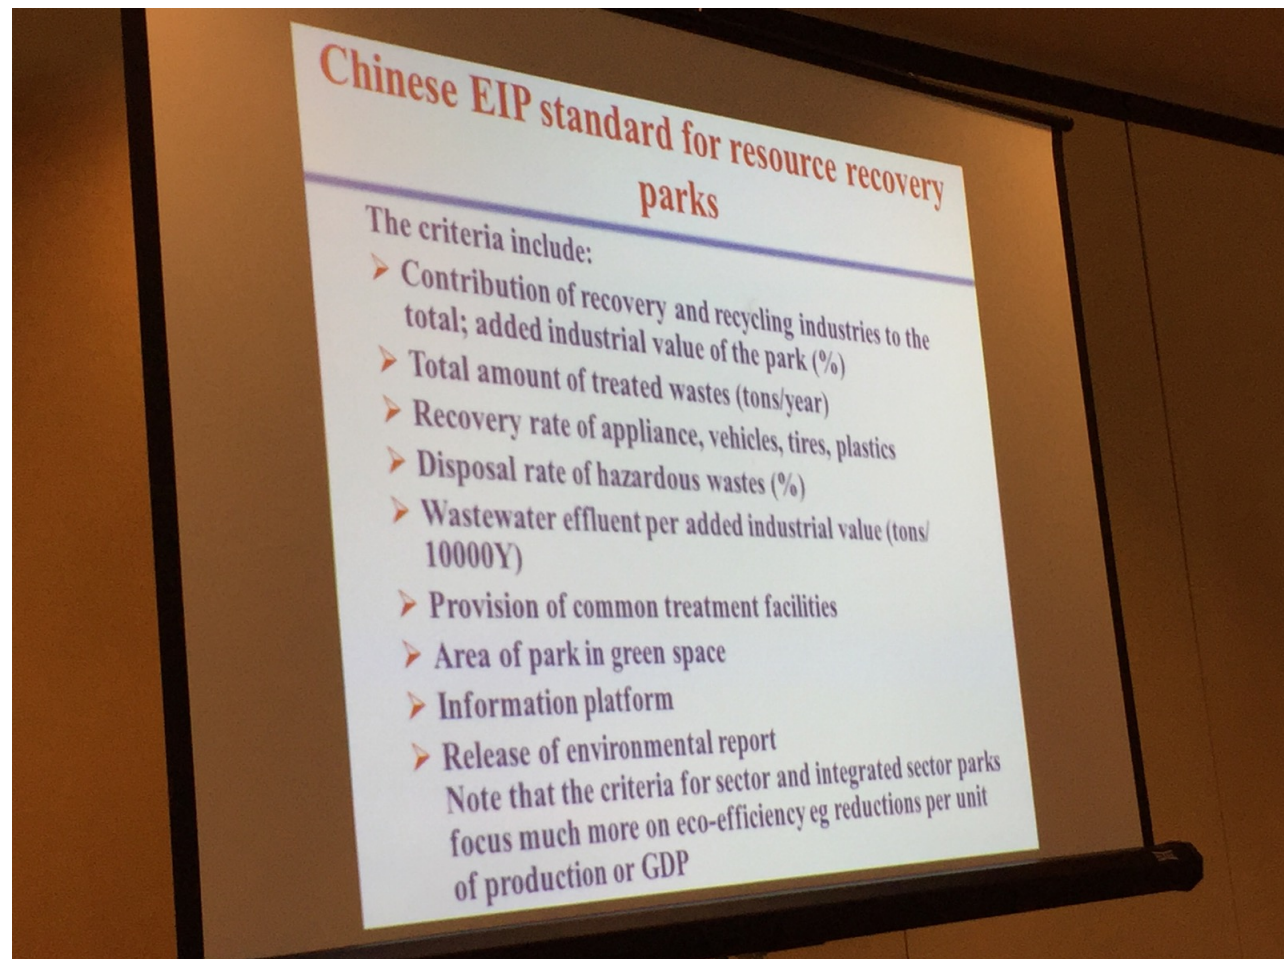 Chinese EIP standard for resource recovery
parks
The criteria include:
Contribution of recovery and recycling industries to the
total; added industrial value of the park (%)
Total amount of treated wastes (tons/year)
Recovery rate of appliance, vehicles, tires, plastics
Disposal rate of hazardous wastes (%)
Wastewater effluent per added industrial value (tons/
10000Y)
Provision of common treatment facilities
Area of park in green space
Information platform
Release of environmental report
Note that the criteria for sector and integrated sector parks
focus much more on eco-efficiency eg reductions per unit
of production or GDP